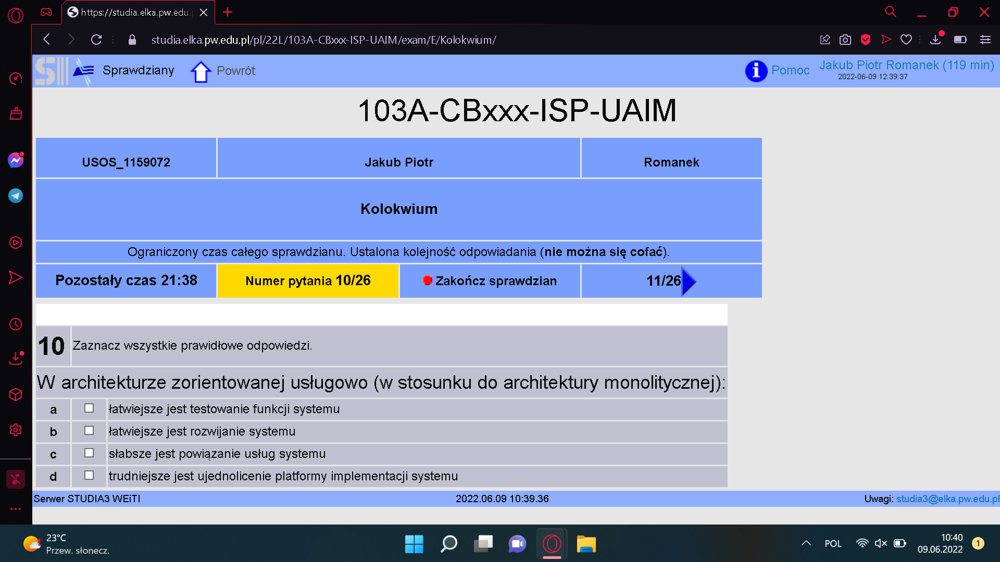 https://studia.elka.pw.edu.
studia.elka.pw.edu.pl/pl/22L/103A-CBxxx-ISP-UAIM/exam/E/Kolokwium/
Sprawdziany
Powrót
Pomoc
Jakub Piotr Romanek (119 min)
2022-06-09 12:39:37
103A-CBxxx-ISP-UAIM
USOS_1159072
Jakub Piotr
Romanek
Kolokwium
Ograniczony czas całego sprawdzianu. Ustalona kolejność odpowiadania (nie można się cofać).
Pozostały czas 21:38
Numer pytania 10/26
Zakończ sprawdzian
11/26
10
Zaznacz wszystkie prawidłowe odpowiedzi.
W architekturze zorientowanej usługowo (w stosunku do architektury monolitycznej):
a łatwiejsze jest testowanie funkcji systemu
b łatwiejsze jest rozwijanie systemu
c słabsze jest powiązanie usług systemu
d trudniejsze jest ujednolicenie platformy implementacji systemu
Serwer STUDIA3 WEiTI
2022.06.09 10:39.36
Uwagi: studia3@elka.pw.edu.pl
23°C
Przew. słonecz.
POL
10:40
09.06.2022
1